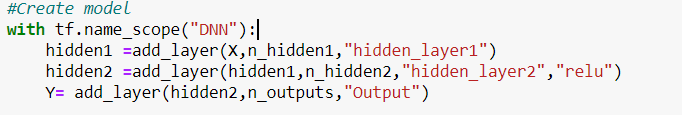 #Create model
with tf.name_scope("DNN"):
    hidden1 =add_layer(X,n_hidden1,"hidden_layer1")
    hidden2 =add_layer(hidden1,n_hidden2,"hidden_layer2","relu")
    Y= add_layer(hidden2,n_outputs,"Output")